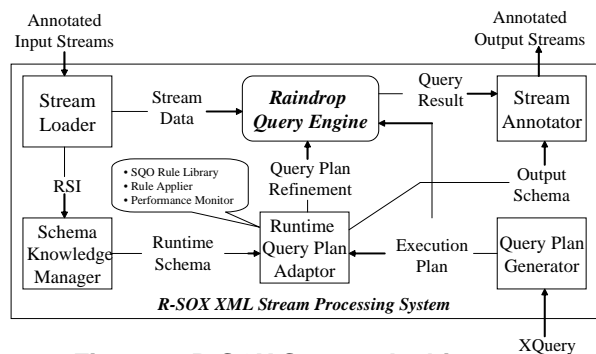 Annotated
Input Streams
Annotated
Output Streams
Stream
Loader
Stream
Data
Raindrop
Query Engine
Query
Result
Stream
Annotator
RSI
• SQO Rule Library
• Rule Applier
• Performance Monitor
Query Plan
Refinement
Output
Schema
Schema
Knowledge
Manager
Runtime
Schema
Runtime
Query Plan
Adaptor
Execution
Plan
Query Plan
Generator
R-SOX XML Stream Processing System
XQuery